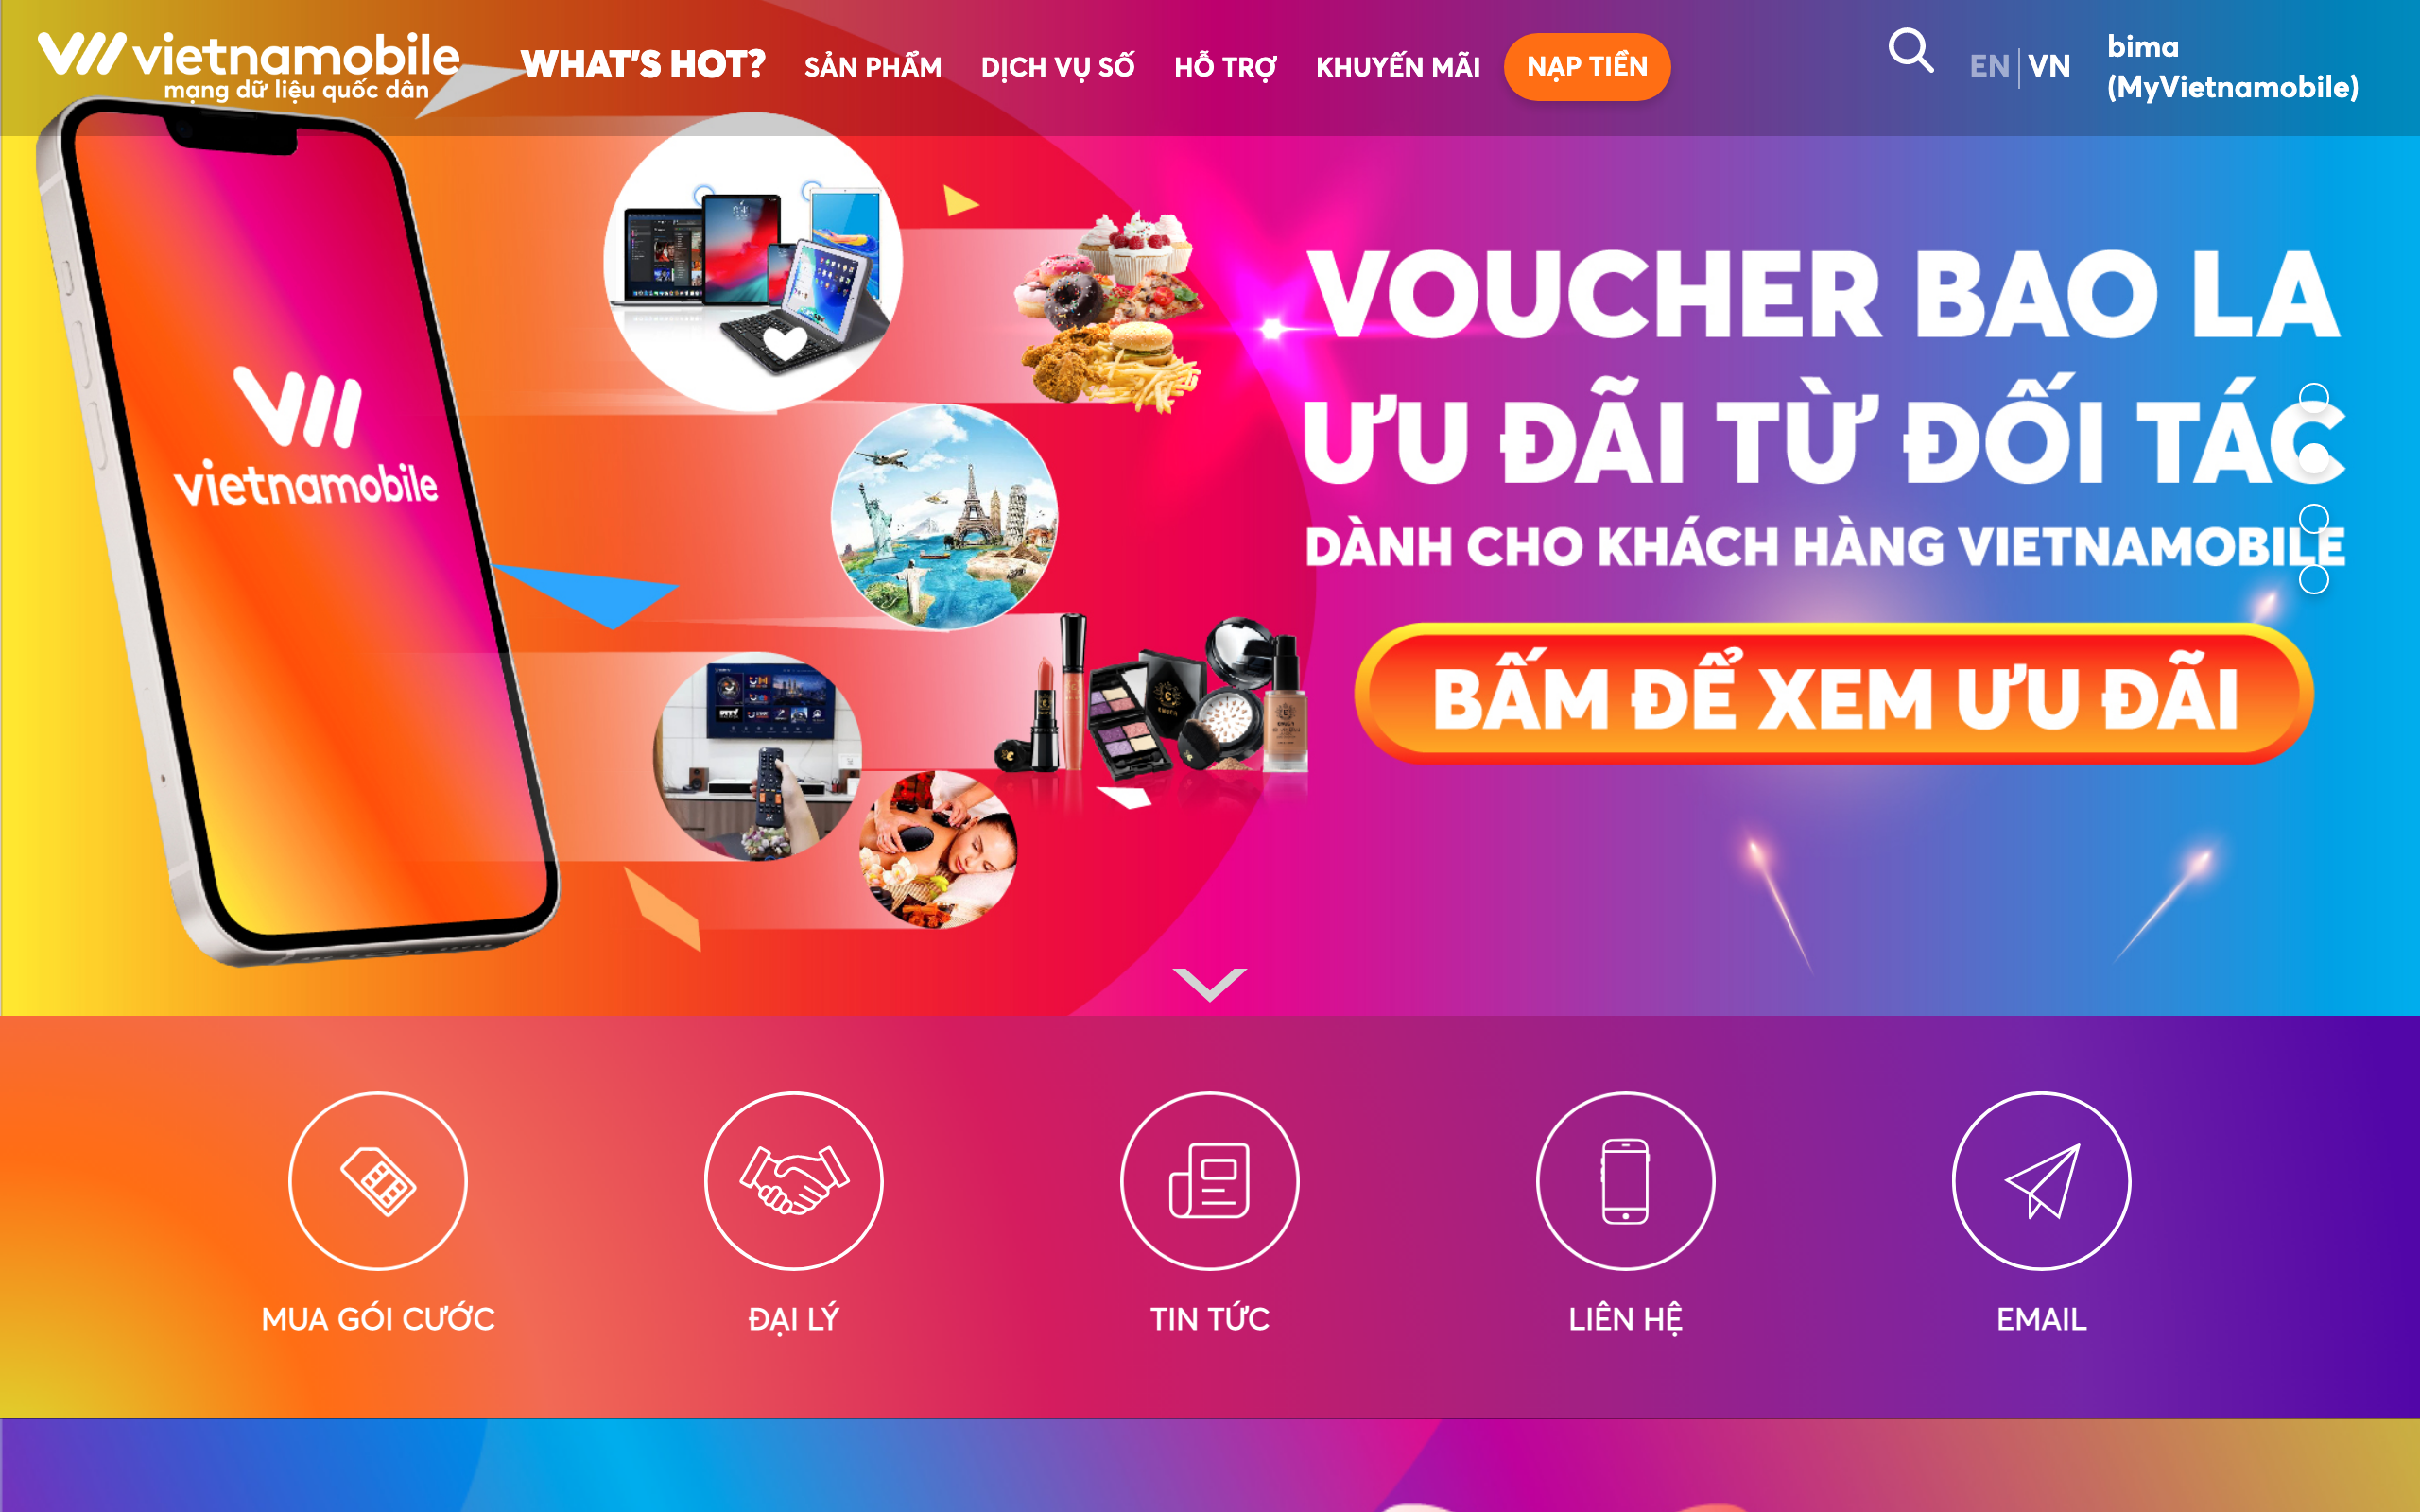 vietnamobile
mạng dữ liệu quốc dân
WHAT'S HOT?
SẢN PHẨM
DỊCH VỤ SỐ
HỖ TRỢ
KHUYẾN MÃI
NẠP TIỀN
EN VN
bima
(MyVietnamobile)
vietnamobile
VOUCHER BAO LA
ƯU ĐÃI TỪ ĐỐI TÁC
DÀNH CHO KHÁCH HÀNG VIETNAMOBILE
BẤM ĐỂ XEM ƯU ĐÃI
MUA GÓI CƯỚC
ĐẠI LÝ
TIN TỨC
LIÊN HỆ
EMAIL